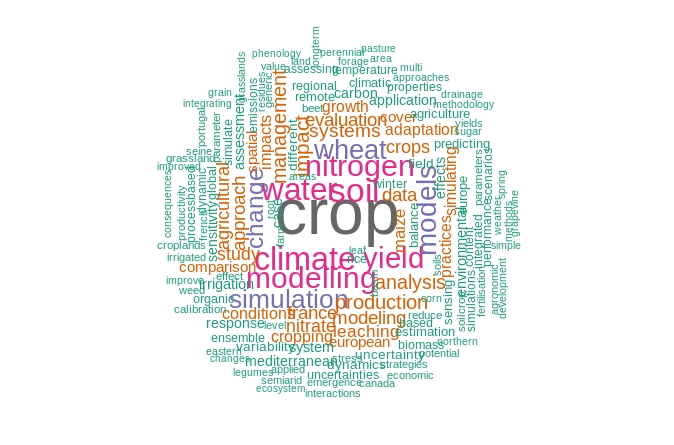 longterm
phenology
perennial
pasture
land
area
value
assessing
forage
temperature
multi
grasslands
approaches
climatic
regional
properties
generic
residues
emissions
management
remote
carbon
grain
integrating
beet
growth
application
drainage
methodology
portugal
parameter
simulate
assessment
spatial
impacts
different
impact
evaluation
cover
agriculture
yields
systems
adaptation
sugar
seine
wheat
crops
predicting
grassland
improved
nitrogen
field
effects
simulating
parameters
scenarios
consequences
productivity
processbased
dynamic
french
sensitivity
global
agricultural
approach
change
areas
water
soil
winter
data
models
europe
spring
root
core
farm
crop
maize
balance
practices
environmental
integrated
performance
weather
methods
grapevine
croplands
study
leaf
rice
simple
irrigated
comparison
climate
yield
soils
sensing
soilcrop
simulations
content
fertilisation
agronomic
development
improve
weed
effect
irrigation
modelling
basin
analysis
organic
simulation
production
corn
calibration
conditions
france
modeling
reduce
response
level
nitrate
leaching
based
estimation
ensemble
cropping
european
biomass
northern
eastern
variability
system
changes
mediterranean
stress
dynamics
uncertainty
potential
legumes
applied
strategies
semiarid
uncertainties
economic
ecosystem
emergence
canada
interactions